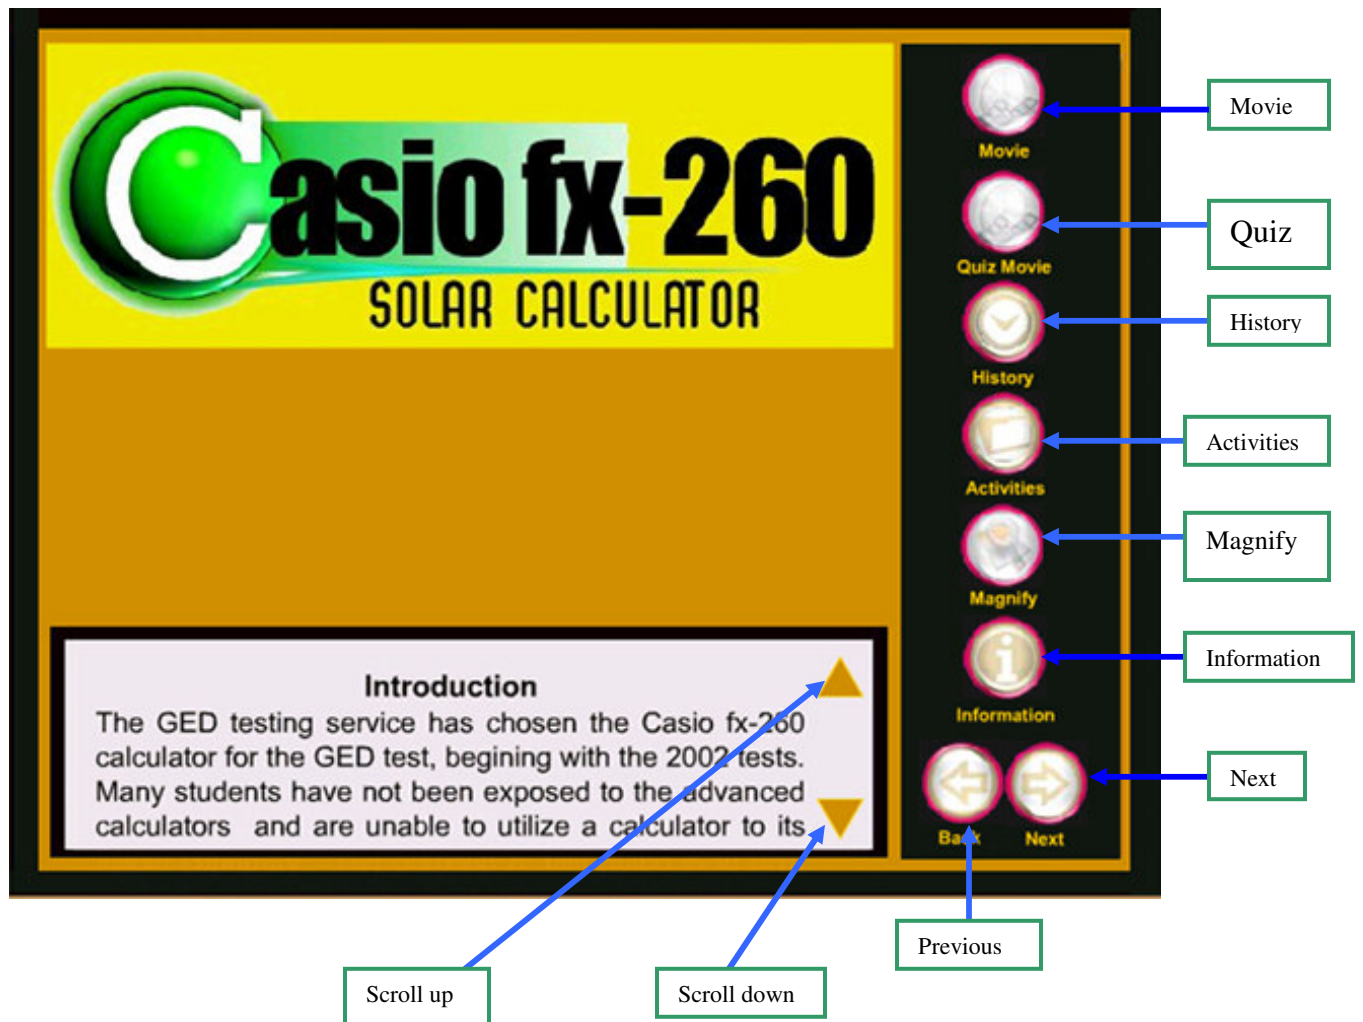 Casio fx-260
SOLAR CALCULATOR
Movie
Quiz Movie
History
Activities
Magnify
Information
Back Next
Introduction
The GED testing service has chosen the Casio fx-260
calculator for the GED test, begining with the 2002 tests.
Many students have not been exposed to the advanced
calculators and are unable to utilize a calculator to its
Movie
Quiz
History
Activities
Magnify
Information
Next
Previous
Scroll up
Scroll down